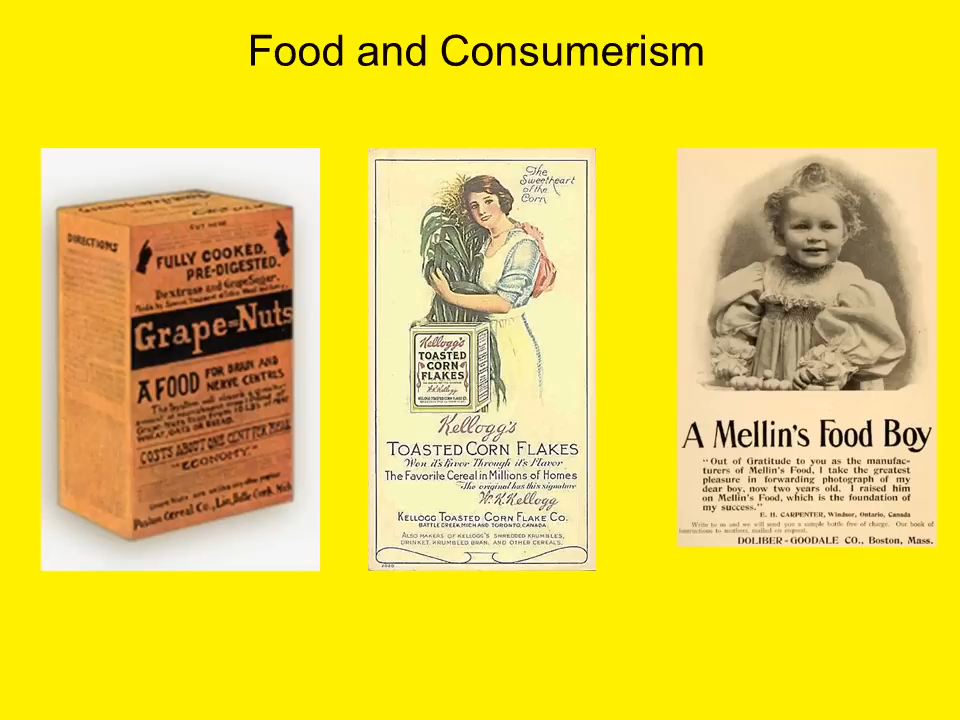 Food and Consumerism
DIRECTIONS
CUT HERE
FULLY COOKED,
PRE-DIGESTED.
Dextrose and Grape Sugar.
Grape=Nuts
A FOOD FOR BRAIN AND
NERVE CENTRES
COSTS ABOUT ONE CENT PER MEAL
"ECONOMY."
Postum Cereal Co., Ltd., Battle Creek, Mich
The
Sweetheart
of the
Corn
Kellogg's
TOASTED
CORN
FLAKES
W.K.Kellogg
Kellogg's
TOASTED CORN FLAKES
Won its Favor Through its Flavor
The Favorite Cereal in Millions of Homes
The original has this signature
W.K.Kellogg
KELLOGG TOASTED CORN FLAKE CO.
BATTLE CREEK, MICH AND TORONTO, CANADA.
ALSO MAKERS OF KELLOGG'S SHREDDED KRUMBLES,
DRINKET, KRUMBLED BRAN, AND OTHER CEREALS.
A Mellin's Food Boy
"Out of Gratitude to you as the manufac-
turers of Mellin's Food, I take the greatest
pleasure in forwarding photograph of my
dear boy, now two years old. I raised him
on Mellin's Food, which is the foundation of
my success."
E. H. CARPENTER, Windsor, Ontario, Canada
Write to us and we will send you a sample bottle free of charge. Our book of
instructions to mothers, mailed on request.
DOLIBER-GOODALE CO., Boston, Mass.